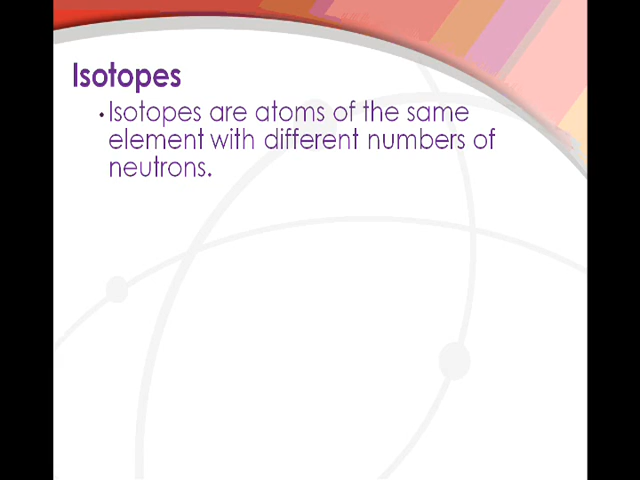 Isotopes
• Isotopes are atoms of the same
element with different numbers of
neutrons.